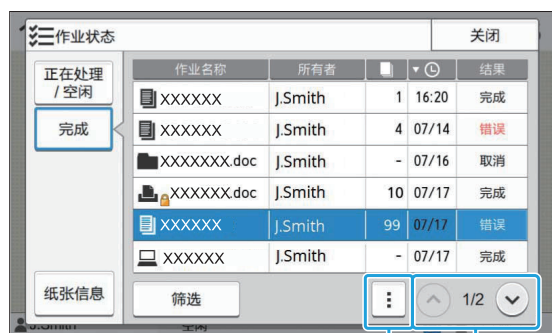 作业状态 关闭
正在处理
/ 空闲
完成
纸张信息
作业名称 所有者 结果
XXXXXX J.Smith 1 16:20 完成
XXXXXX J.Smith 4 07/14 错误
XXXXXXX.doc J.Smith - 07/16 取消
XXXXXX.doc J.Smith 10 07/17 完成
XXXXXX J.Smith 99 07/17 错误
XXXXXX J.Smith - 07/17 完成
筛选 1/2